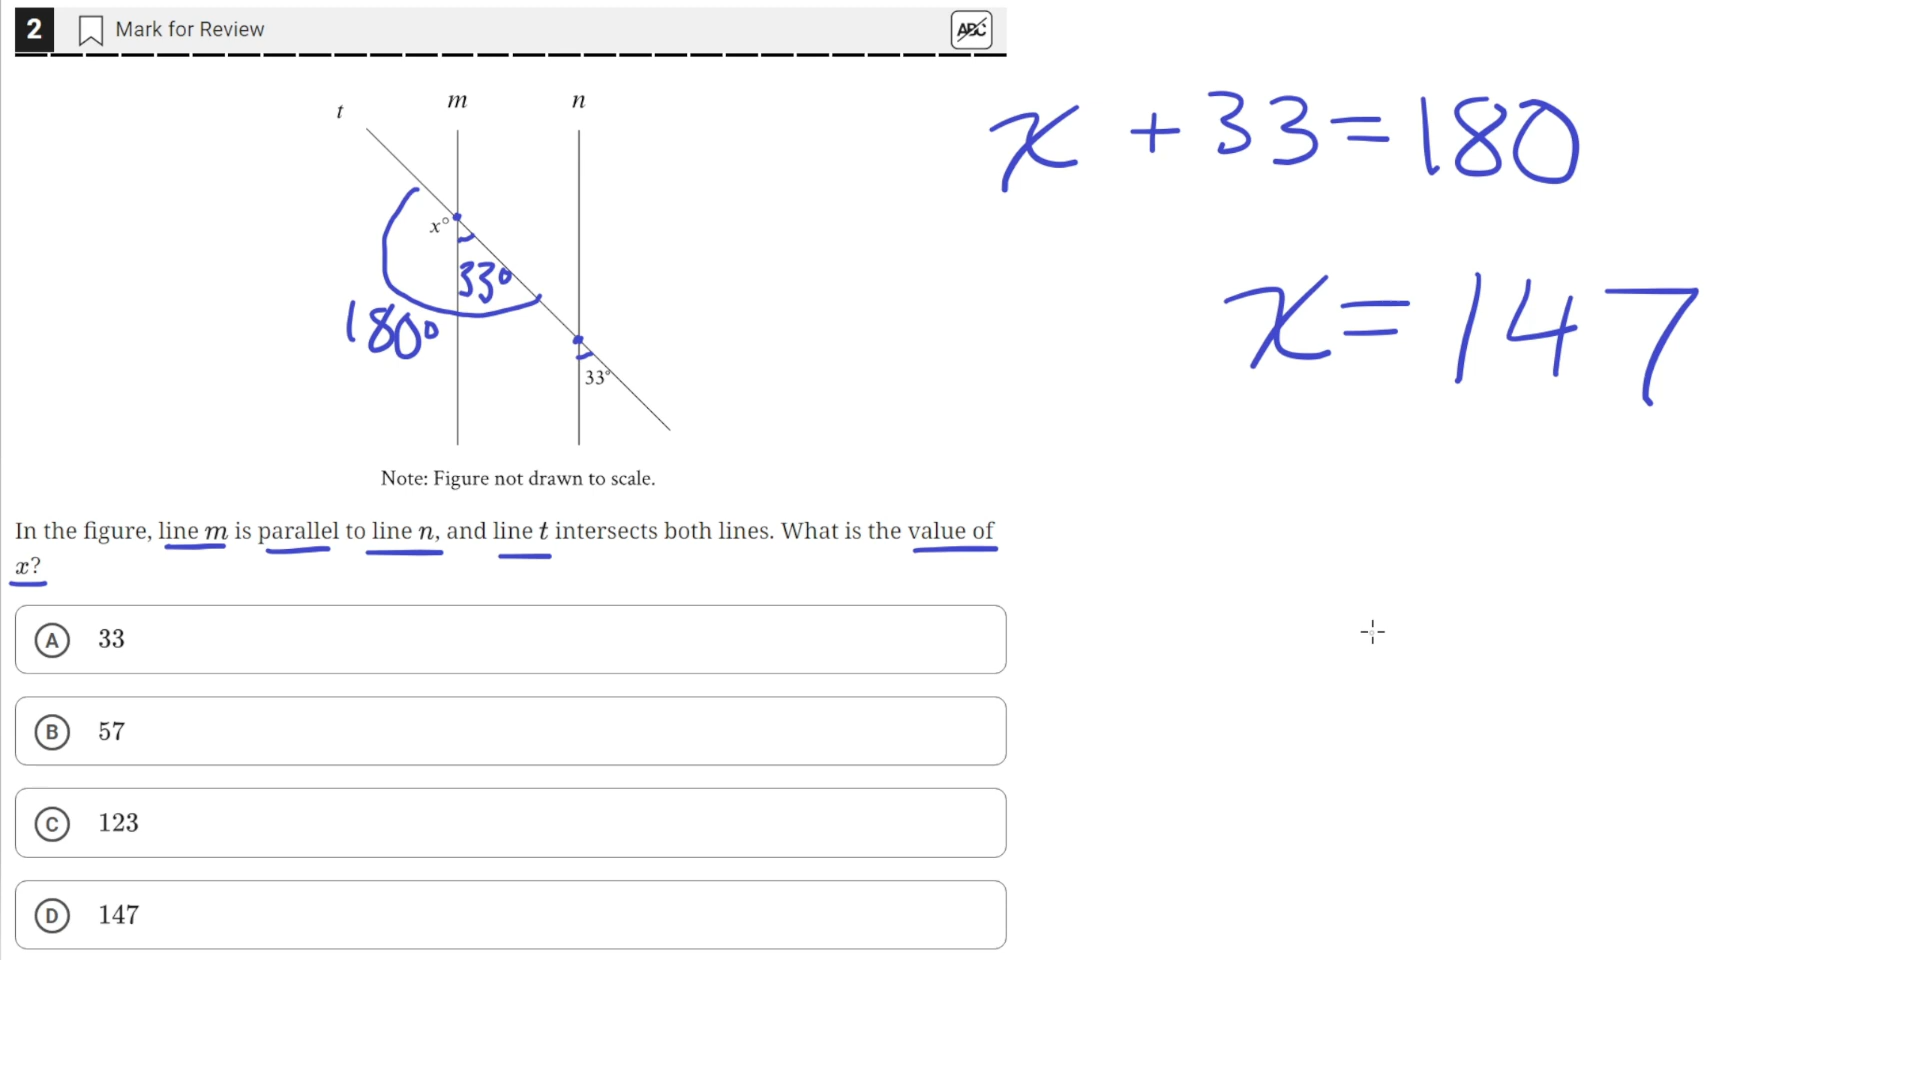 2 Mark for Review ABC
t m n
x + 33 = 180
x°
33°
180°
x = 147
33°
Note: Figure not drawn to scale.
In the figure, line m is parallel to line n, and line t intersects both lines. What is the value of
x?
A 33
B 57
C 123
D 147